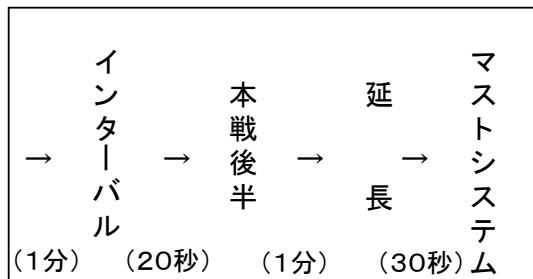 →
インターバル
→
本戦後半
→
延長
→
マストシステム
(1分)
(20秒)
(1分)
(30秒)